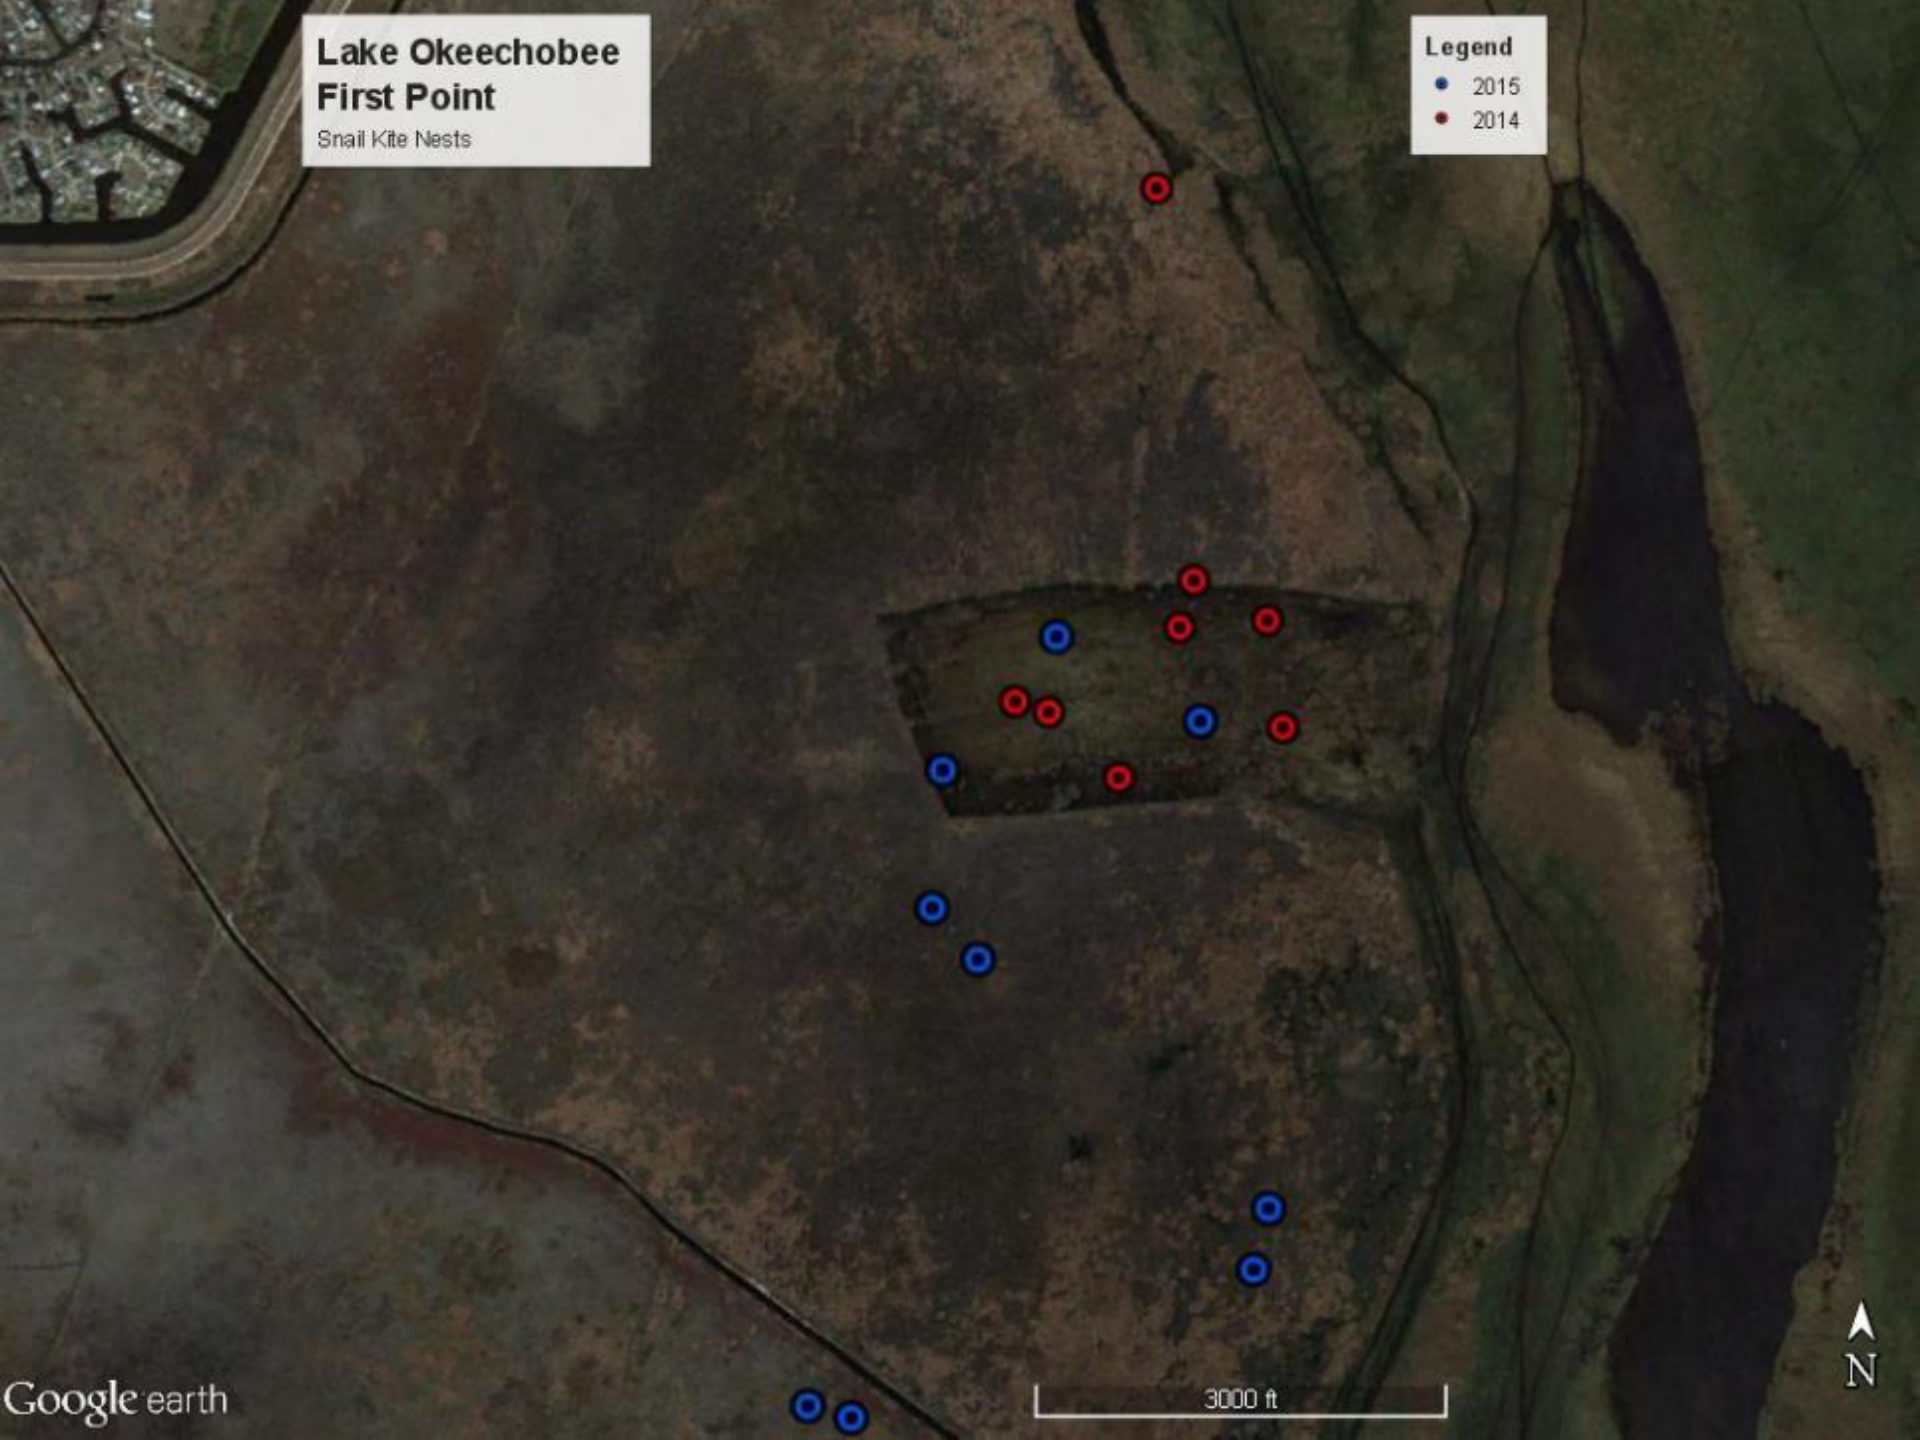 Lake Okeechobee
First Point
Snail Kite Nests
Legend
2015
2014
N
3000 ft
Google earth